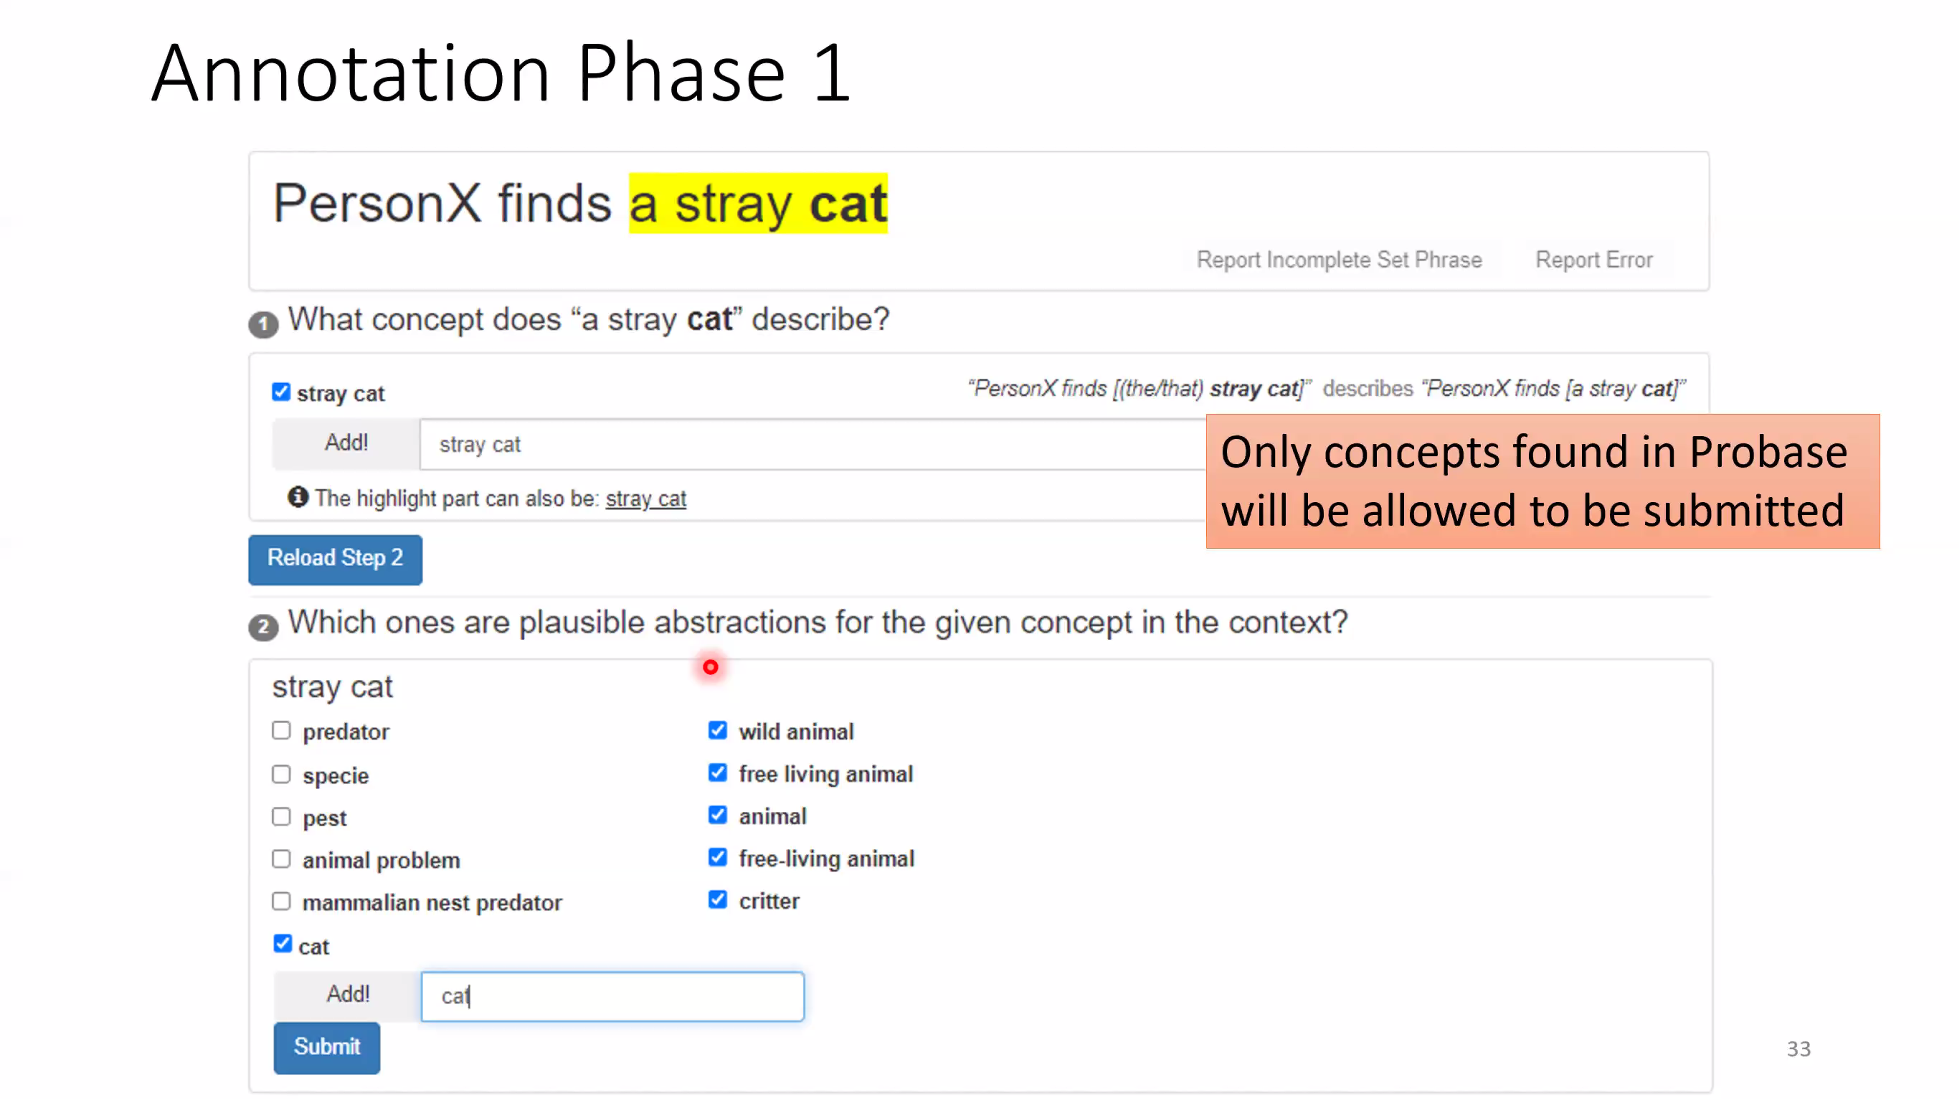 Annotation Phase 1
PersonX finds a stray cat
Report Incomplete Set Phrase Report Error
1 What concept does “a stray cat” describe?
stray cat
“PersonX finds [(the/that) stray cat]” describes “PersonX finds [a stray cat]”
Add! stray cat
Only concepts found in Probase
will be allowed to be submitted
The highlight part can also be: stray cat
Reload Step 2
2 Which ones are plausible abstractions for the given concept in the context?
stray cat
predator wild animal
specie free living animal
pest animal
animal problem free-living animal
mammalian nest predator critter
cat
Add! cat
Submit
33